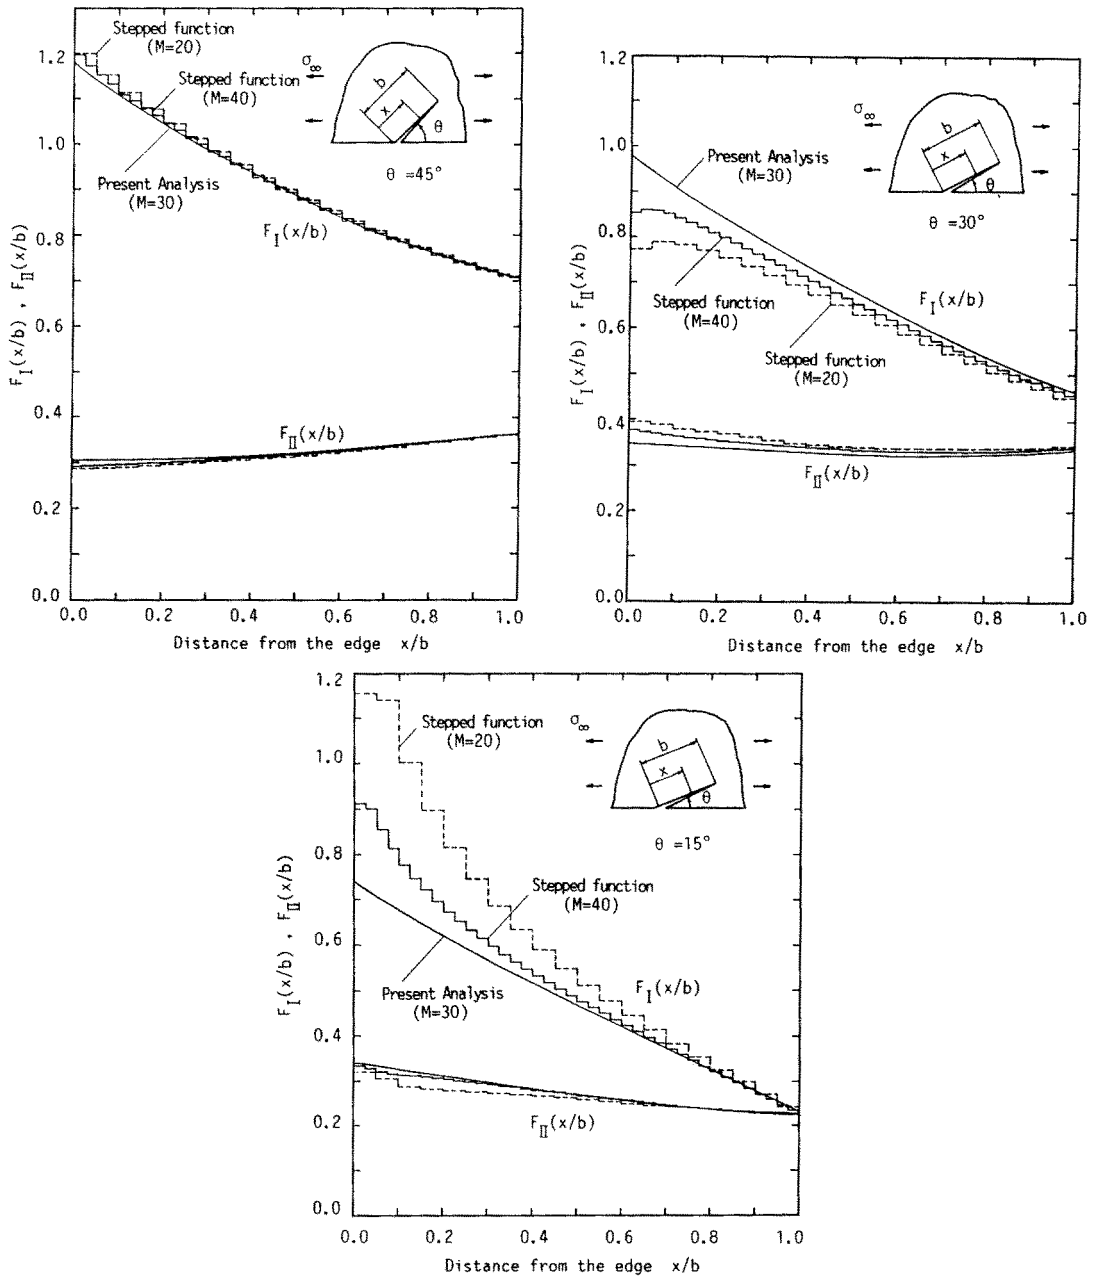 Stepped function
(M=20)
Stepped function
(M=40)
Present Analysis
(M=30)
F_I(x/b)
F_II(x/b)
σ∞
b
x
θ
θ =45°
F_I(x/b) , F_II(x/b)
1.2
1.0
0.8
0.6
0.4
0.2
0.0
0.0 0.2 0.4 0.6 0.8 1.0
Distance from the edge x/b
Present Analysis
(M=30)
Stepped function
(M=40)
Stepped function
(M=20)
F_I(x/b)
F_II(x/b)
σ∞
b
x
θ
θ =30°
F_I(x/b) , F_II(x/b)
1.2
1.0
0.8
0.6
0.4
0.2
0.0
0.0 0.2 0.4 0.6 0.8 1.0
Distance from the edge x/b
Stepped function
(M=20)
Stepped function
(M=40)
Present Analysis
(M=30)
F_I(x/b)
F_II(x/b)
σ∞
b
x
θ
θ =15°
F_I(x/b) , F_II(x/b)
1.2
1.0
0.8
0.6
0.4
0.2
0.0
0.0 0.2 0.4 0.6 0.8 1.0
Distance from the edge x/b